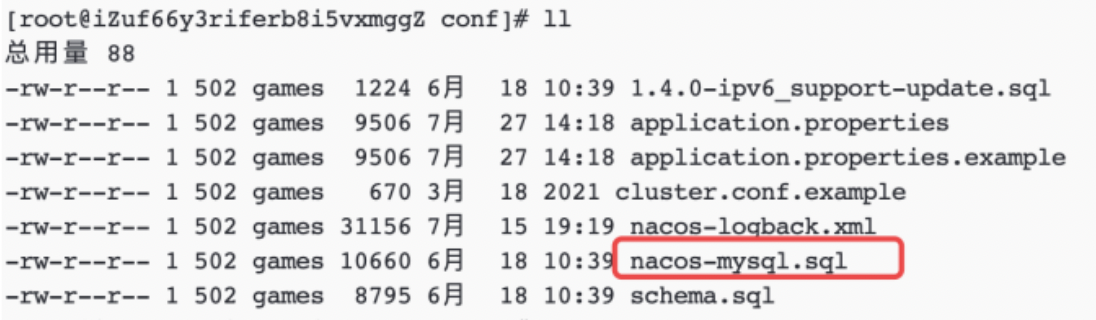 [root@iZuf66y3riferb8i5vxmggZ conf]# ll
总用量 88
-rw-r--r-- 1 502 games  1224 6月  18 10:39 1.4.0-ipv6_support-update.sql
-rw-r--r-- 1 502 games  9506 7月  27 14:18 application.properties
-rw-r--r-- 1 502 games  9506 7月  27 14:18 application.properties.example
-rw-r--r-- 1 502 games   670 3月  18 2021 cluster.conf.example
-rw-r--r-- 1 502 games 31156 7月  15 19:19 nacos-logback.xml
-rw-r--r-- 1 502 games 10660 6月  18 10:39 nacos-mysql.sql
-rw-r--r-- 1 502 games  8795 6月  18 10:39 schema.sql